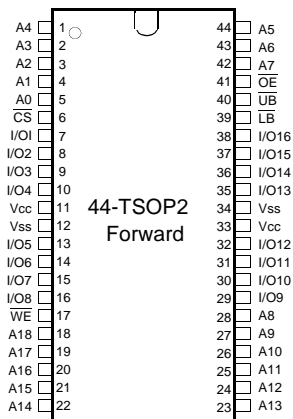 A4 1 44 A5
A3 2 43 A6
A2 3 42 A7
A1 4 41 OE
A0 5 40 UB
CS 6 39 LB
I/OI 7 38 I/O16
I/O2 8 37 I/O15
I/O3 9 36 I/O14
I/O4 10 35 I/O13
Vcc 11 44-TSOP2 34 Vss
Vss 12 Forward 33 Vcc
I/O5 13 32 I/O12
I/O6 14 31 I/O11
I/O7 15 30 I/O10
I/O8 16 29 I/O9
WE 17 28 A8
A18 18 27 A9
A17 19 26 A10
A16 20 25 A11
A15 21 24 A12
A14 22 23 A13